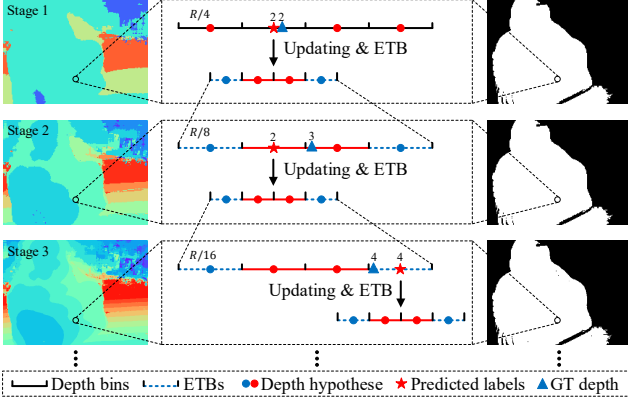 Stage 1
R/4
2 2
Updating & ETB
Stage 2
R/8
2
3
Updating & ETB
Stage 3
R/16
4
4
Updating & ETB
Depth bins
ETBs
Depth hypothese
Predicted labels
GT depth